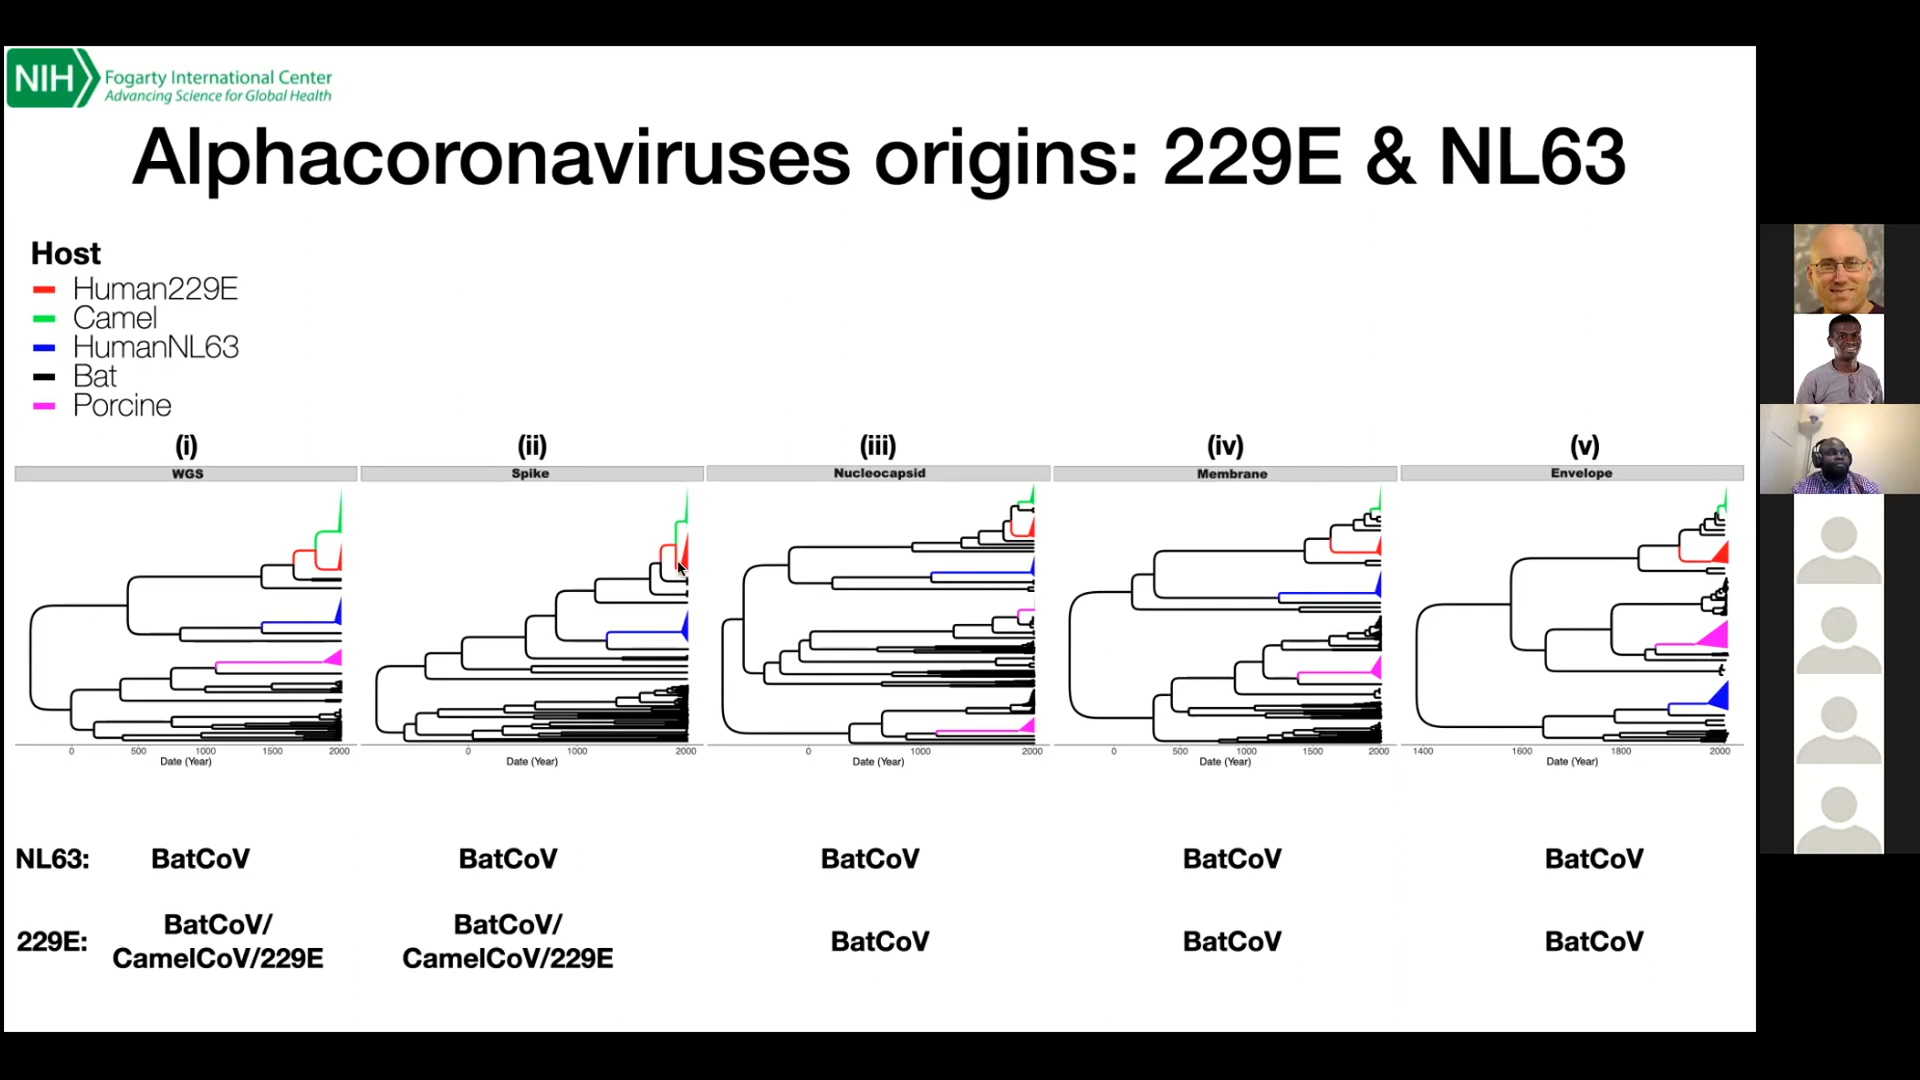 NIH Fogarty International Center
Advancing Science for Global Health
Alphacoronaviruses origins: 229E & NL63
Host
Human229E
Camel
HumanNL63
Bat
Porcine
(i) (ii) (iii) (iv) (v)
WGS Spike Nucleocapsid Membrane Envelope
0 500 1000 1500 2000 0 1000 2000 0 1000 2000 0 500 1000 1500 2000 1400 1600 1800 2000
Date (Year) Date (Year) Date (Year) Date (Year) Date (Year)
NL63: BatCoV BatCoV BatCoV BatCoV BatCoV
BatCoV/ BatCoV/
229E: CamelCoV/229E CamelCoV/229E BatCoV BatCoV BatCoV